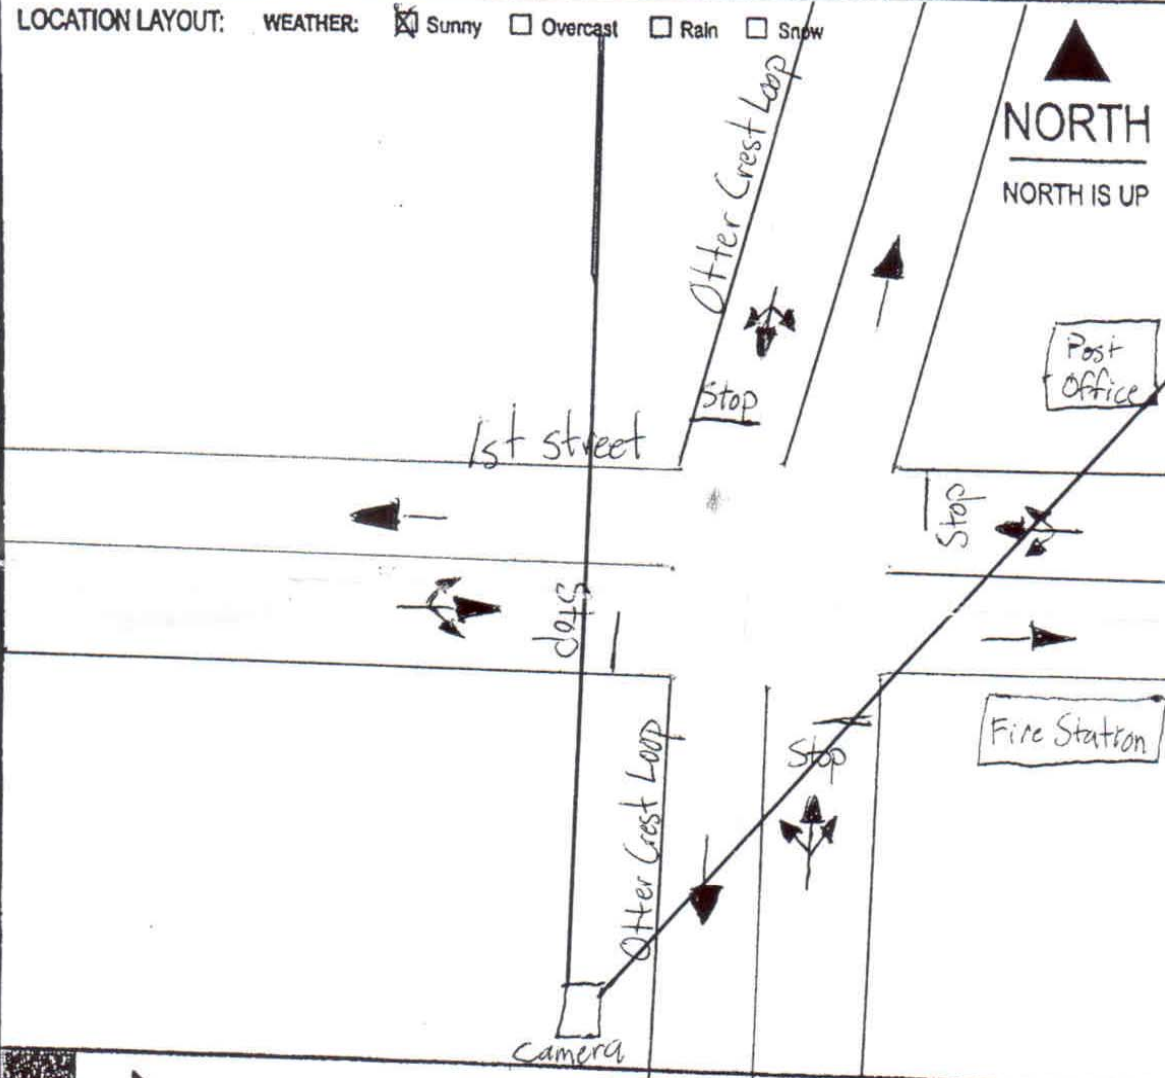 LOCATION LAYOUT: WEATHER: Sunny Overcast Rain Snow
NORTH
NORTH IS UP
Otter Crest Loop
Post
Office
Stop
1st street
Stop
Stop
Fire Station
Stop
Otter Crest Loop
Camera